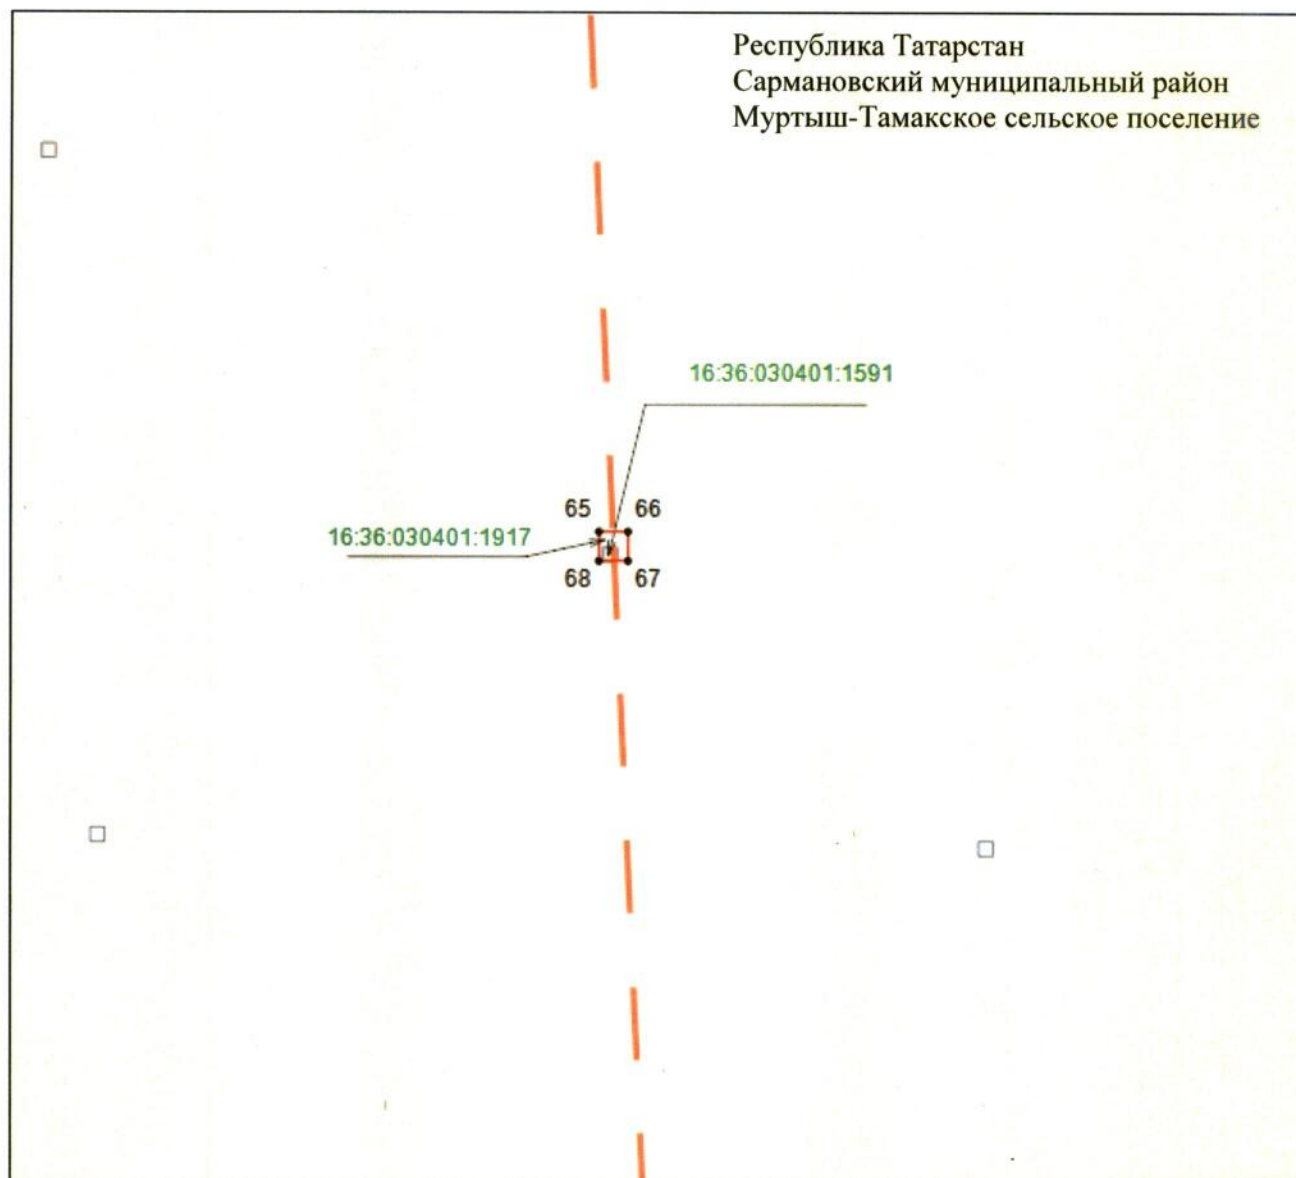 Республика Татарстан
Сармановский муниципальный район
Муртыш-Тамакское сельское поселение
16:36:030401:1591
65 66
16:36:030401:1917
68 67